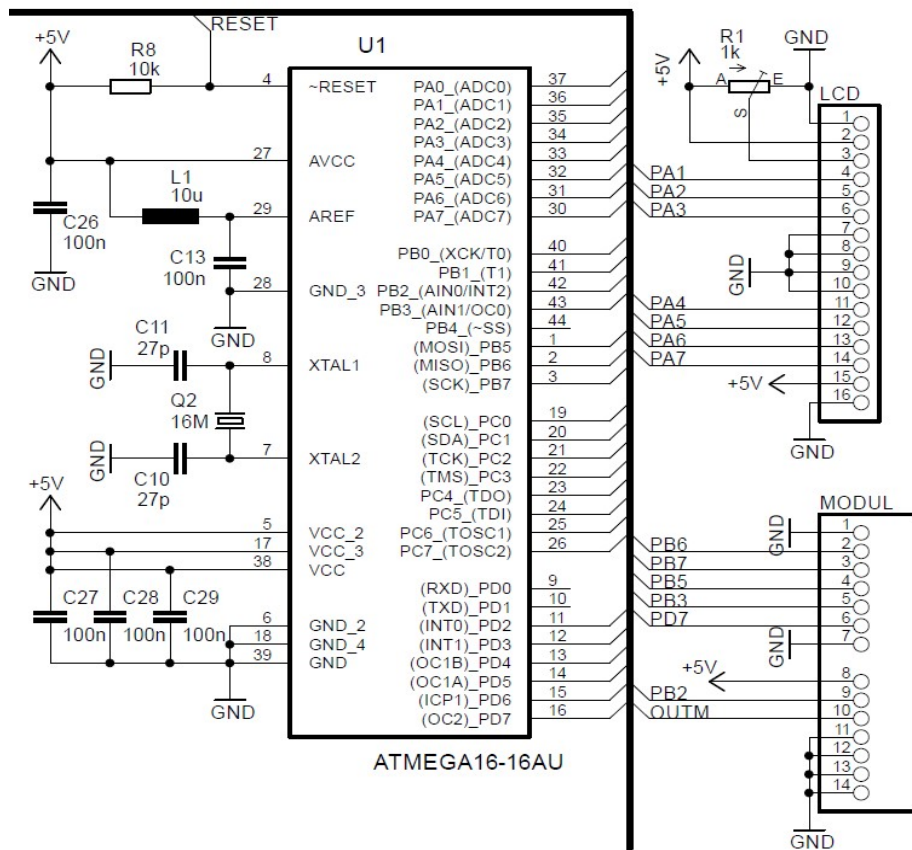 RESET
+5V
R8
10k
U1
4 ~RESET PA0_(ADC0) 37
PA1_(ADC1) 36
PA2_(ADC2) 35
PA3_(ADC3) 34
27 AVCC PA4_(ADC4) 33
PA5_(ADC5) 32
L1
10u
PA6_(ADC6) 31
29 AREF PA7_(ADC7) 30
C26
100n
GND
C13
100n
PB0_(XCK/T0) 40
PB1_(T1) 41
28 GND_3 PB2_(AIN0/INT2) 42
PB3_(AIN1/OC0) 43
PB4_(~SS) 44
GND
C11
27p
GND
(MOSI)_PB5 1
8 XTAL1 (MISO)_PB6 2
(SCK)_PB7 3
Q2
16M
(SCL)_PC0 19
(SDA)_PC1 20
7 XTAL2 (TCK)_PC2 21
(TMS)_PC3 22
GND
C10
27p
PC4_(TDO) 23
PC5_(TDI) 24
+5V
5 VCC_2 PC6_(TOSC1) 25
17 VCC_3 PC7_(TOSC2) 26
38 VCC
C27
100n
C28
100n
C29
100n
(RXD)_PD0 9
(TXD)_PD1 10
6 GND_2 (INT0)_PD2 11
18 GND_4 (INT1)_PD3 12
39 GND (OC1B)_PD4 13
(OC1A)_PD5 14
(ICP1)_PD6 15
(OC2)_PD7 16
GND
ATMEGA16-16AU
R1
1k
GND
+5V
A
E
S
LCD
1
2
3
PA1 4
PA2 5
PA3 6
7
8
9
10
GND
PA4 11
PA5 12
PA6 13
PA7 14
+5V 15
16
GND
MODUL
GND 1
PB6 2
PB7 3
PB5 4
PB3 5
PD7 6
GND 7
+5V 8
PB2 9
OUTM 10
11
12
13
14
GND